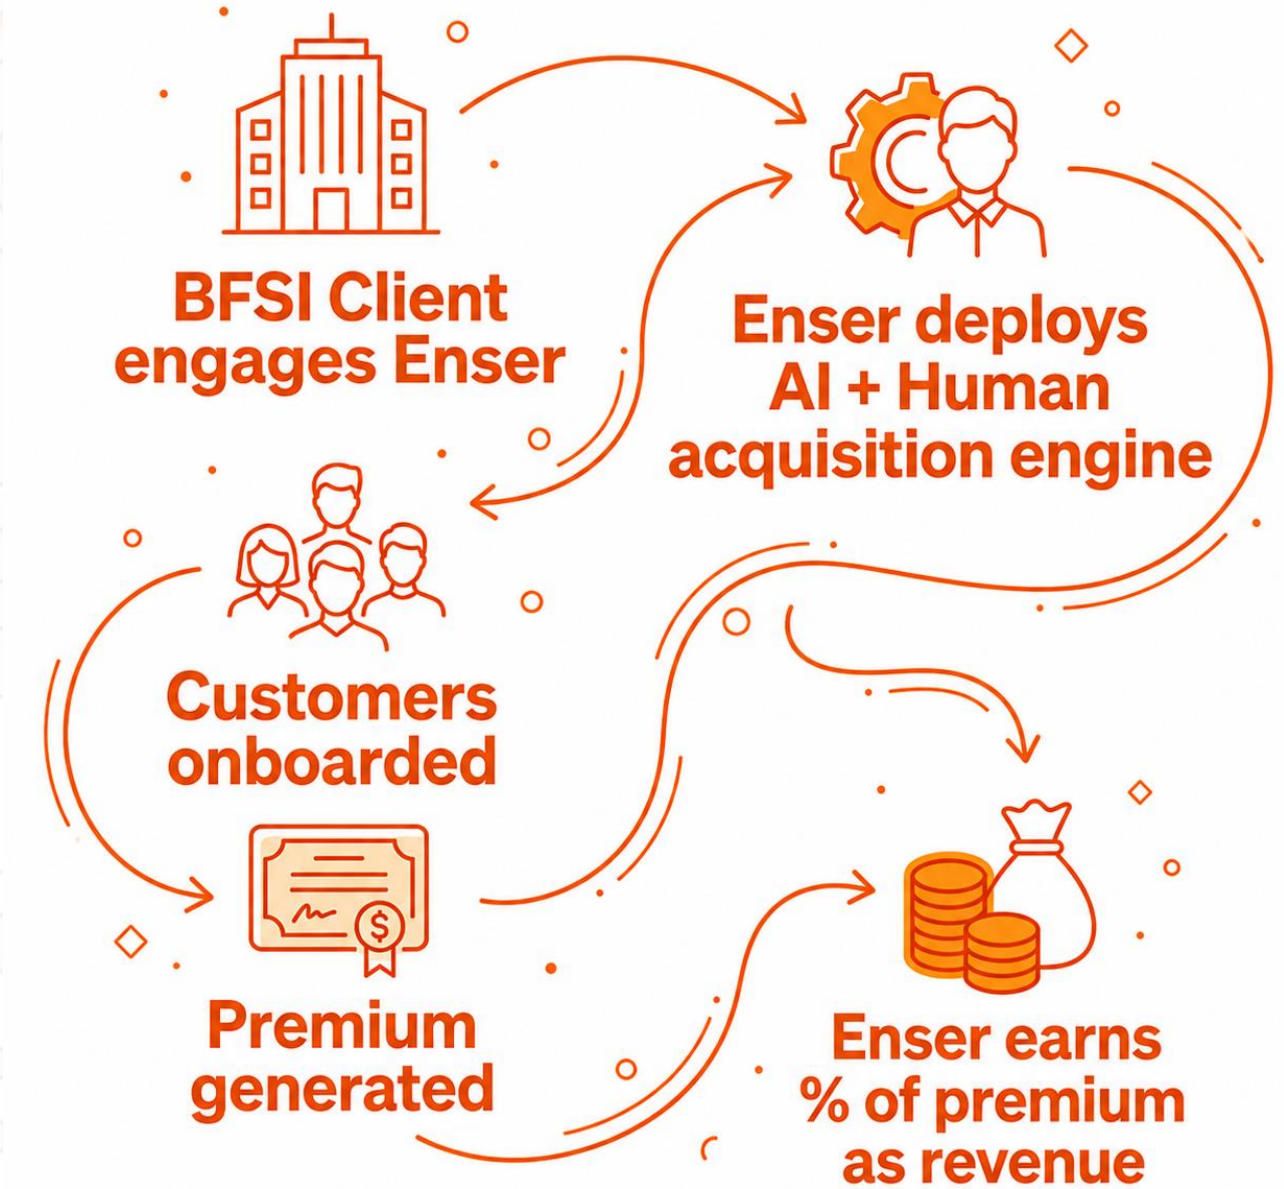 BFSI Client
engages Enser
Enser deploys
AI + Human
acquisition engine
Customers
onboarded
$
Premium
generated
Enser earns
% of premium
as revenue